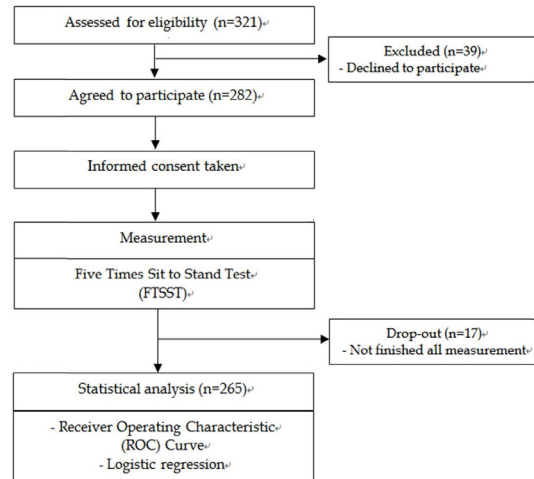 Assessed for eligibility (n=321)
Excluded (n=39)
- Declined to participate
Agreed to participate (n=282)
Informed consent taken
Measurement
Five Times Sit to Stand Test
(FTSST)
Drop-out (n=17)
- Not finished all measurement
Statistical analysis (n=265)
- Receiver Operating Characteristic
(ROC) Curve
- Logistic regression